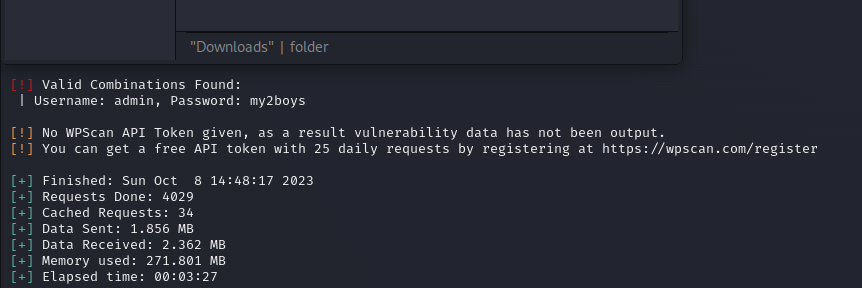 "Downloads" | folder
[!] Valid Combinations Found:
 | Username: admin, Password: my2boys
[!] No WPScan API Token given, as a result vulnerability data has not been output.
[!] You can get a free API token with 25 daily requests by registering at https://wpscan.com/register
[+] Finished: Sun Oct  8 14:48:17 2023
[+] Requests Done: 4029
[+] Cached Requests: 34
[+] Data Sent: 1.856 MB
[+] Data Received: 2.362 MB
[+] Memory used: 271.801 MB
[+] Elapsed time: 00:03:27